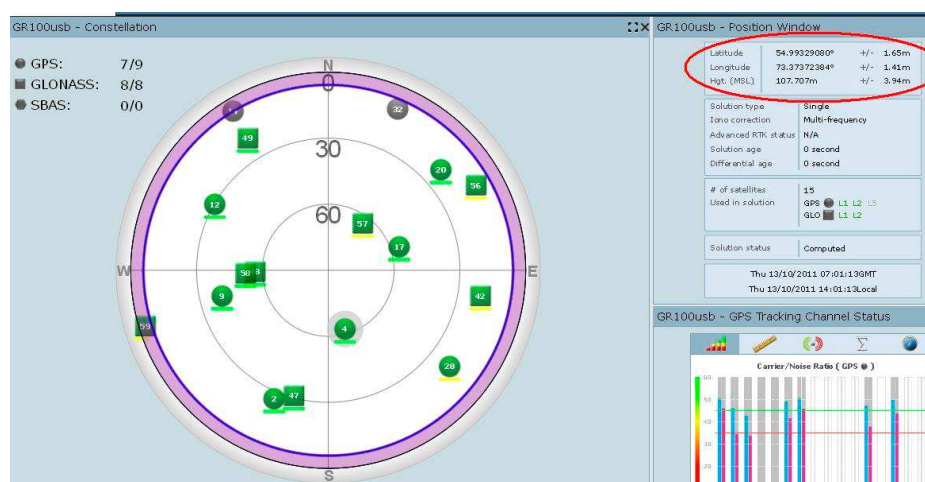 GR100usb - Constellation
GPS: 7/9
GLONASS: 8/8
SBAS: 0/0
N
0
32
49
30
20
56
12
60
57
17
W
58
8
E
9
42
59
4
28
2
47
S
GR100usb - Position Window
Latitude 54.99329080° +/- 1.65m
Longitude 73.37372384° +/- 1.41m
Hgt. (MSL) 107.707m +/- 3.94m
Solution type Single
Iono correction Multi-frequency
Advanced RTK status N/A
Solution age 0 second
Differential age 0 second
# of satellites 15
Used in solution GPS L1 L2 L5
GLO L1 L2
Solution status Computed
Thu 13/10/2011 07:01:13GMT
Thu 13/10/2011 14:01:13Local
GR100usb - GPS Tracking Channel Status
Σ
Carrier/Noise Ratio ( GPS )
60
50
40
30
20